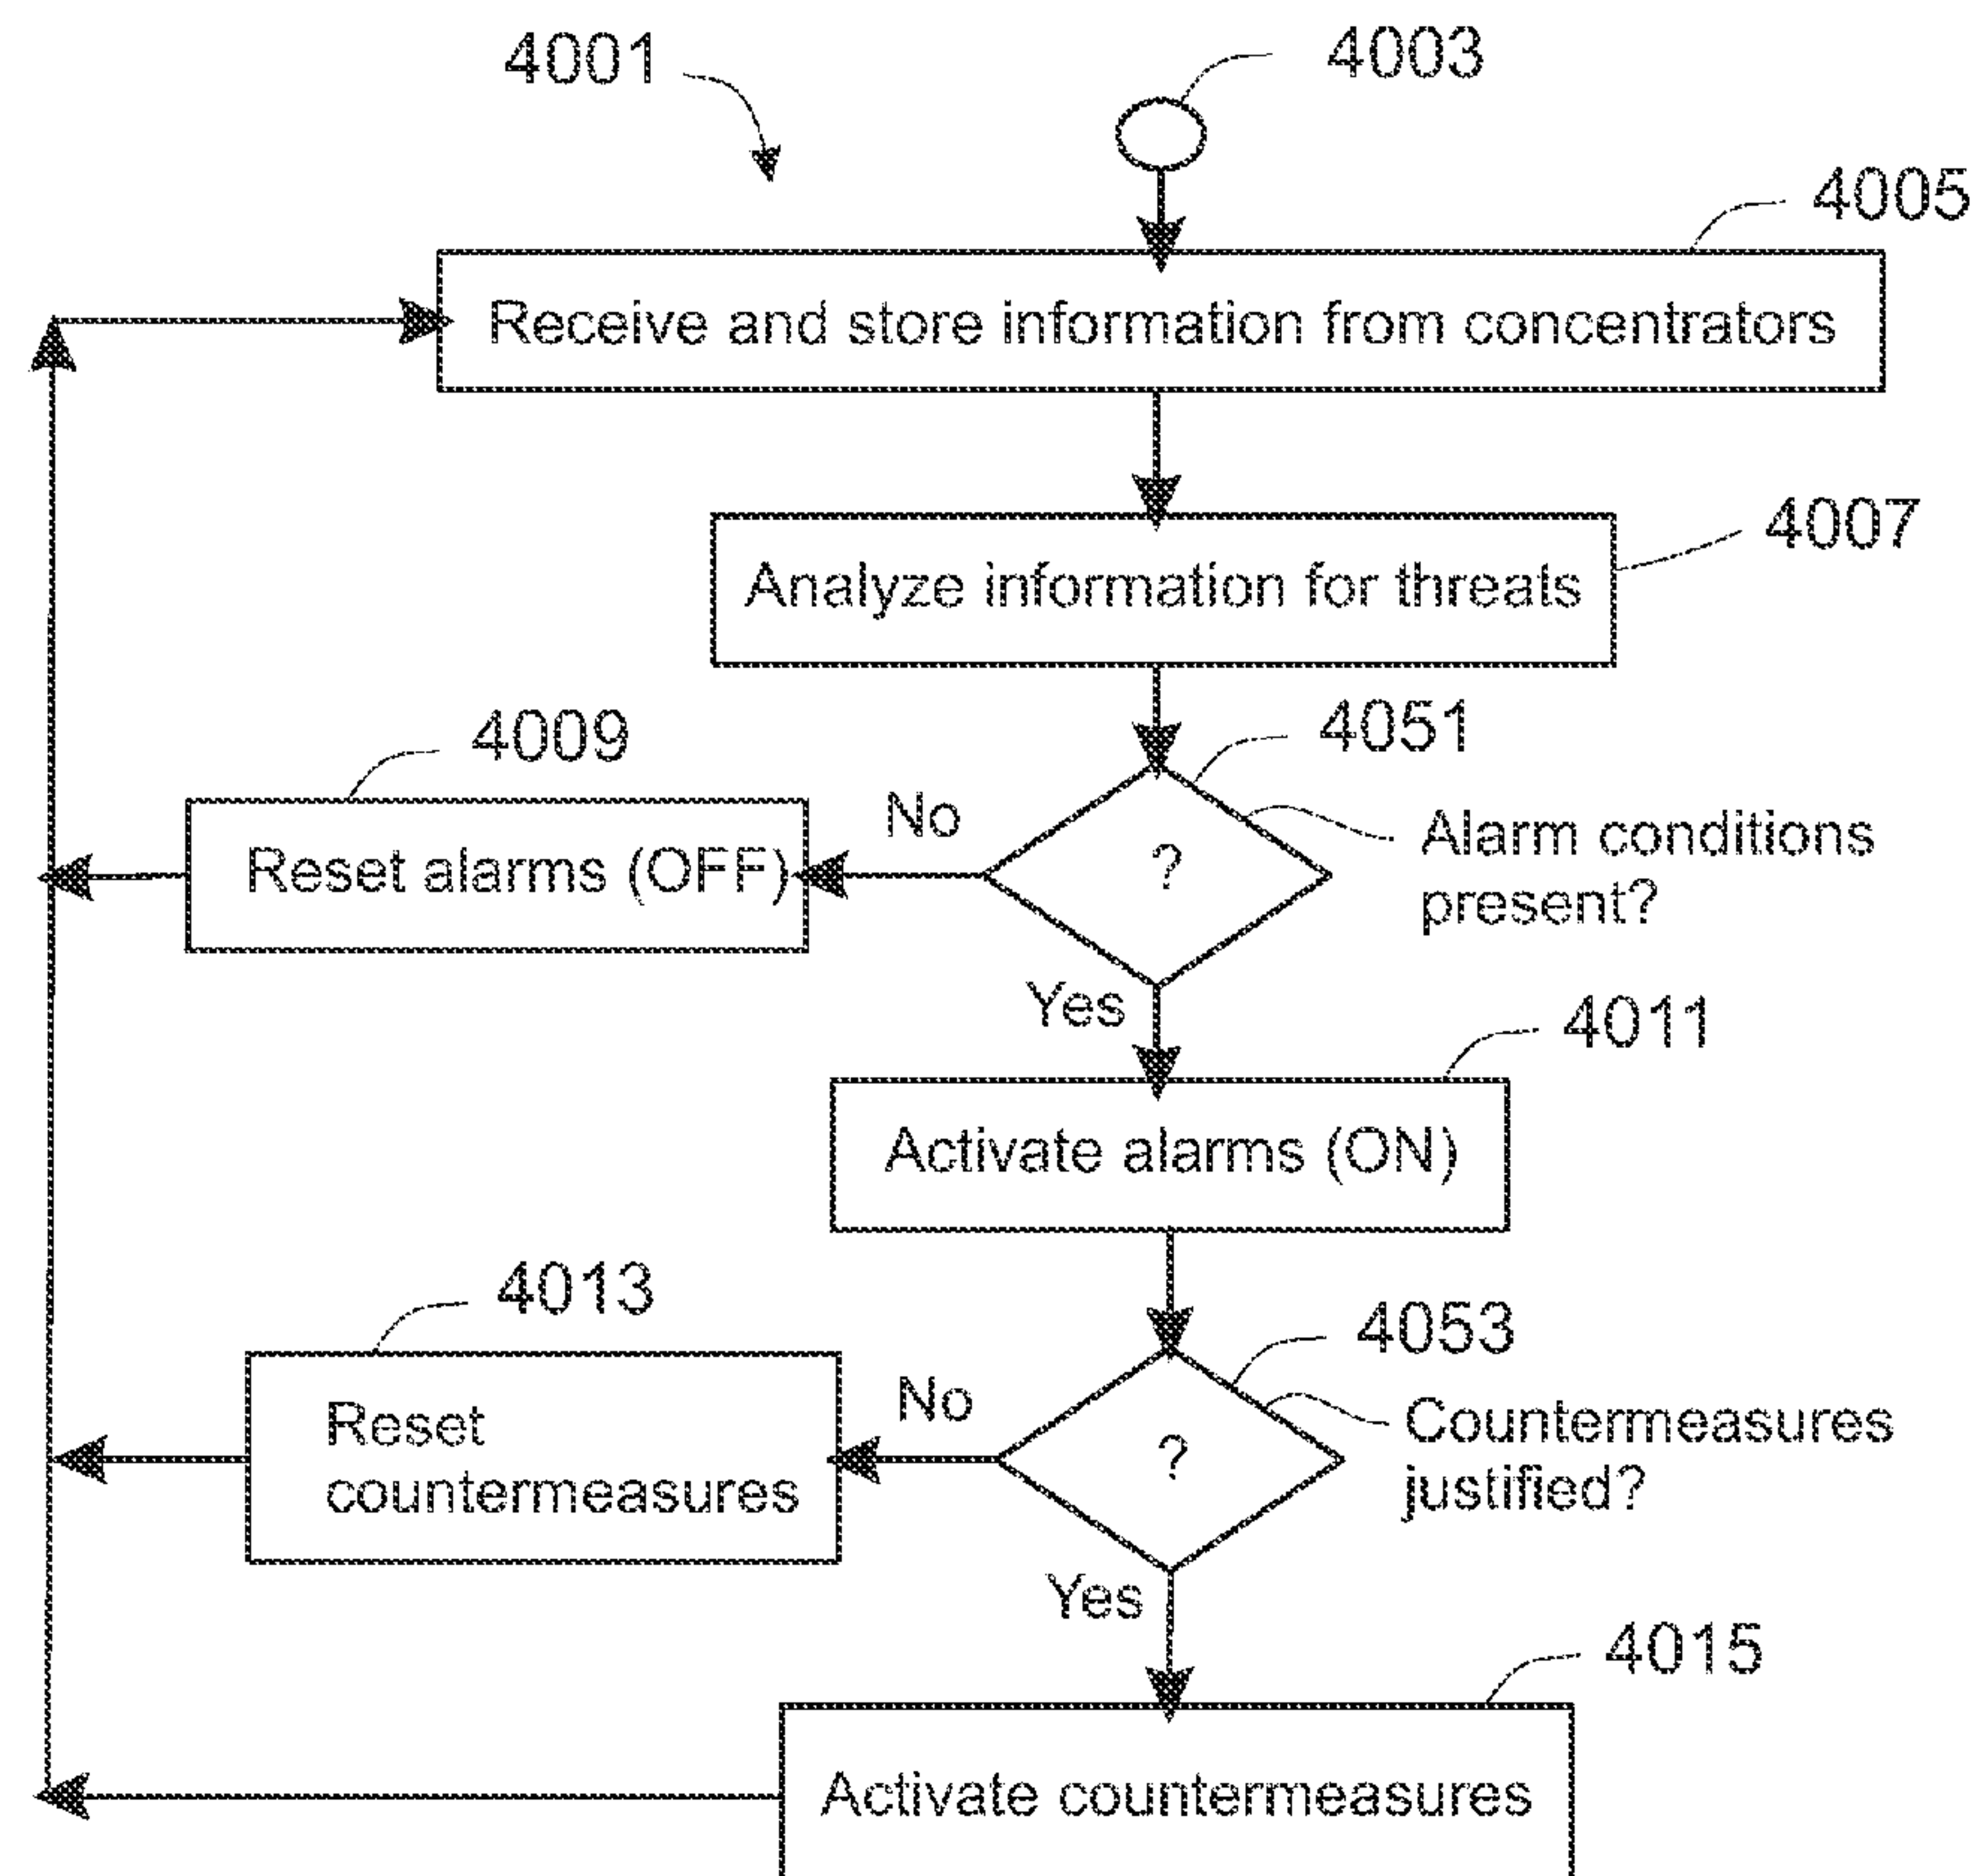 4001
4003
4005
Receive and store information from concentrators
4007
Analyze information for threats
4009
4051
No
Alarm conditions
present?
Reset alarms (OFF)
?
Yes
4011
Activate alarms (ON)
4013
4053
No
Countermeasures
justified?
Reset
countermeasures
?
Yes
4015
Activate countermeasures